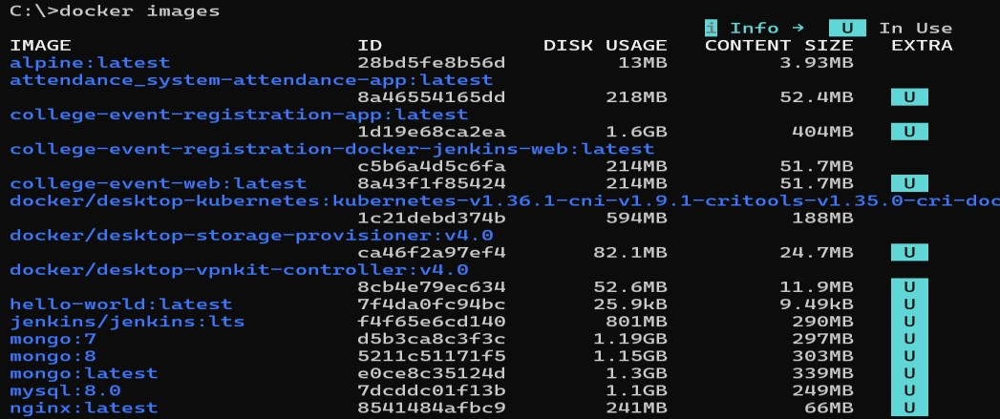 C:\>docker images
i Info → U In Use
IMAGE ID DISK USAGE CONTENT SIZE EXTRA
alpine:latest 28bd5fe8b56d 13MB 3.93MB
attendance_system-attendance-app:latest
8a46554165dd 218MB 52.4MB U
college-event-registration-app:latest
1d19e68ca2ea 1.6GB 404MB U
college-event-registration-docker-jenkins-web:latest
c5b6a4d5c6fa 214MB 51.7MB
college-event-web:latest 8a43f1f85424 214MB 51.7MB U
docker/desktop-kubernetes:kubernetes-v1.36.1-cni-v1.9.1-critools-v1.35.0-cri-doc
1c21debd374b 594MB 188MB
docker/desktop-storage-provisioner:v4.0
ca46f2a97ef4 82.1MB 24.7MB U
docker/desktop-vpnkit-controller:v4.0
8cb4e79ec634 52.6MB 11.9MB U
hello-world:latest 7f4da0fc94bc 25.9kB 9.49kB U
jenkins/jenkins:lts f4f65e6cd140 801MB 290MB U
mongo:7 d5b3ca8c3f3c 1.19GB 297MB U
mongo:8 5211c51171f5 1.15GB 303MB U
mongo:latest e0ce8c35124d 1.3GB 339MB U
mysql:8.0 7dcddc01f13b 1.1GB 249MB U
nginx:latest 8541484afbc9 241MB 66MB U